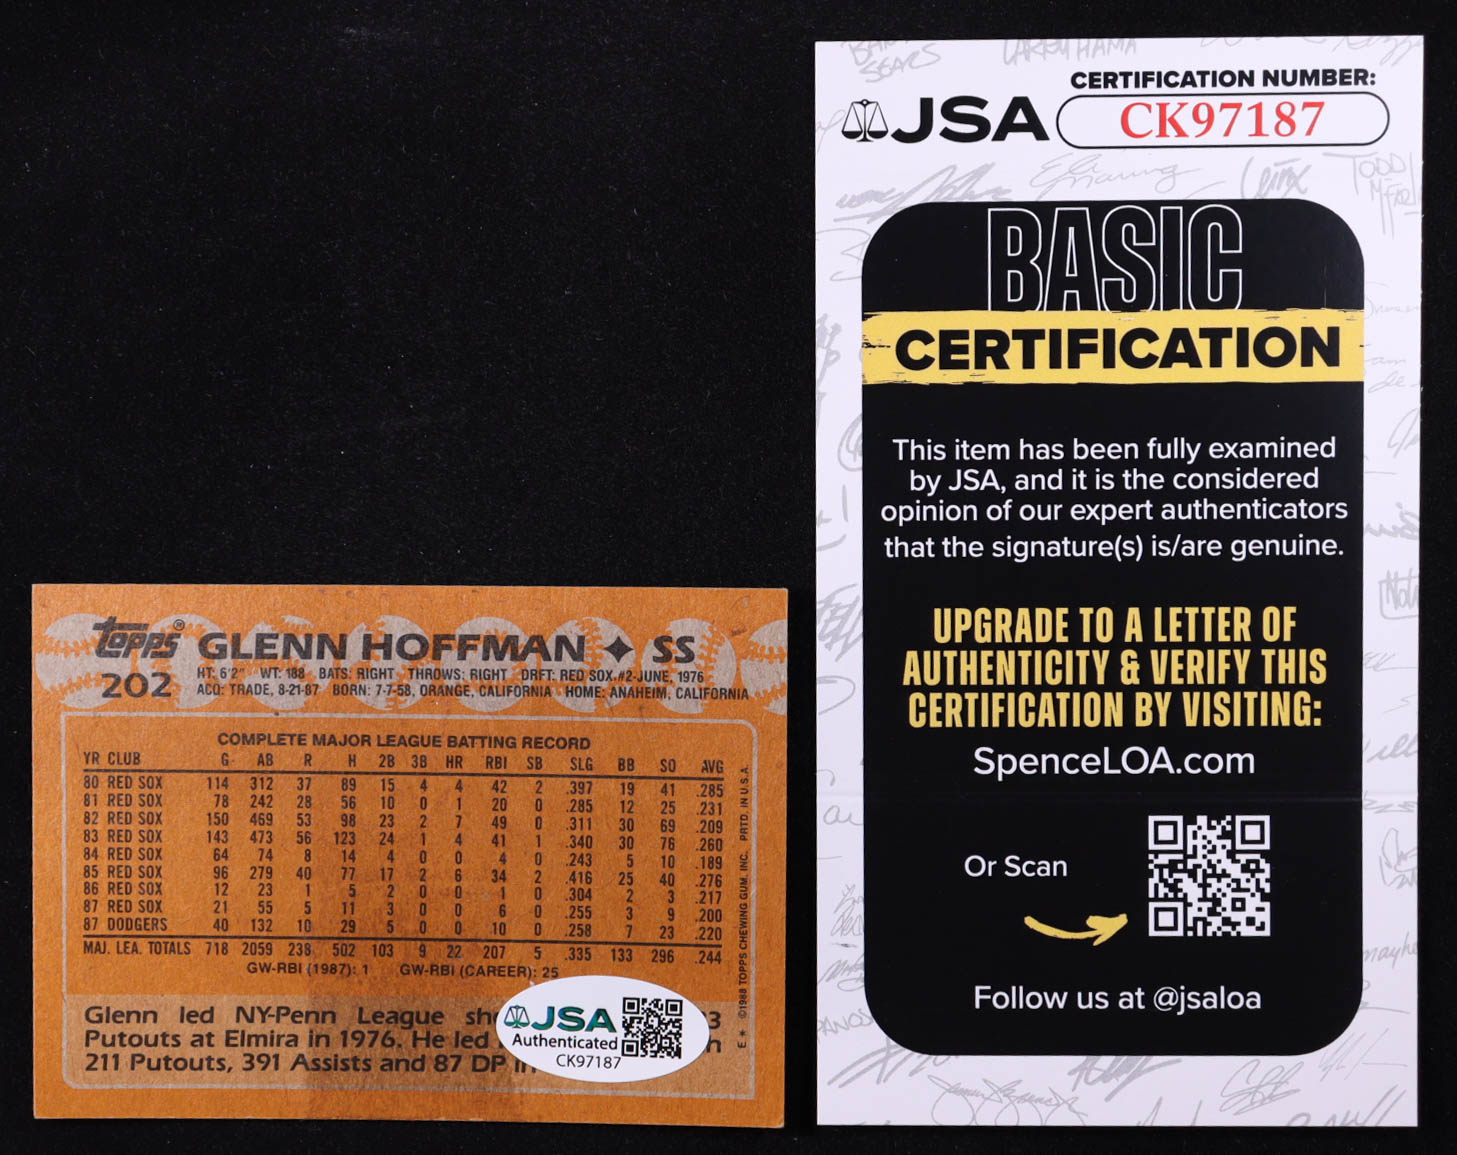 topps® GLENN HOFFMAN ✦ SS
202
HT: 6'2" WT: 188 BATS: RIGHT THROWS: RIGHT DRFT: RED SOX #2-JUNE, 1976
ACQ: TRADE, 8-21-87 BORN: 7-7-58, ORANGE, CALIFORNIA HOME: ANAHEIM, CALIFORNIA
COMPLETE MAJOR LEAGUE BATTING RECORD
YR CLUB G AB R H 2B 3B HR RBI SB SLG BB SO AVG
80 RED SOX 114 312 37 89 15 4 4 42 2 .397 19 41 .285
81 RED SOX 78 242 28 56 10 0 1 20 0 .285 12 25 .231
82 RED SOX 150 469 53 98 23 2 7 49 0 .311 30 69 .209
83 RED SOX 143 473 56 123 24 1 4 41 1 .340 30 76 .260
84 RED SOX 64 74 8 14 4 0 0 4 0 .243 5 10 .189
85 RED SOX 96 279 40 77 17 2 6 34 2 .416 25 40 .276
86 RED SOX 12 23 1 5 2 0 0 1 0 .304 2 3 .217
87 RED SOX 21 55 5 11 3 0 0 6 0 .255 3 9 .200
87 DODGERS 40 132 10 29 5 0 0 10 0 .258 7 23 .220
MAJ. LEA. TOTALS 718 2059 238 502 103 9 22 207 5 .335 133 296 .244
GW-RBI (1987): 1 GW-RBI (CAREER): 25
Glenn led NY-Penn League
Putouts at Elmira in 1976. He led
211 Putouts, 391 Assists and 87 DP in
E * ©1988 TOPPS CHEWING GUM, INC. PRTD. IN U.S.A.
JSA
Authenticated
CK97187
CERTIFICATION NUMBER:
JSA CK97187
BASIC
CERTIFICATION
This item has been fully examined
by JSA, and it is the considered
opinion of our expert authenticators
that the signature(s) is/are genuine.
UPGRADE TO A LETTER OF
AUTHENTICITY & VERIFY THIS
CERTIFICATION BY VISITING:
SpenceLOA.com
Or Scan
Follow us at @jsaloa